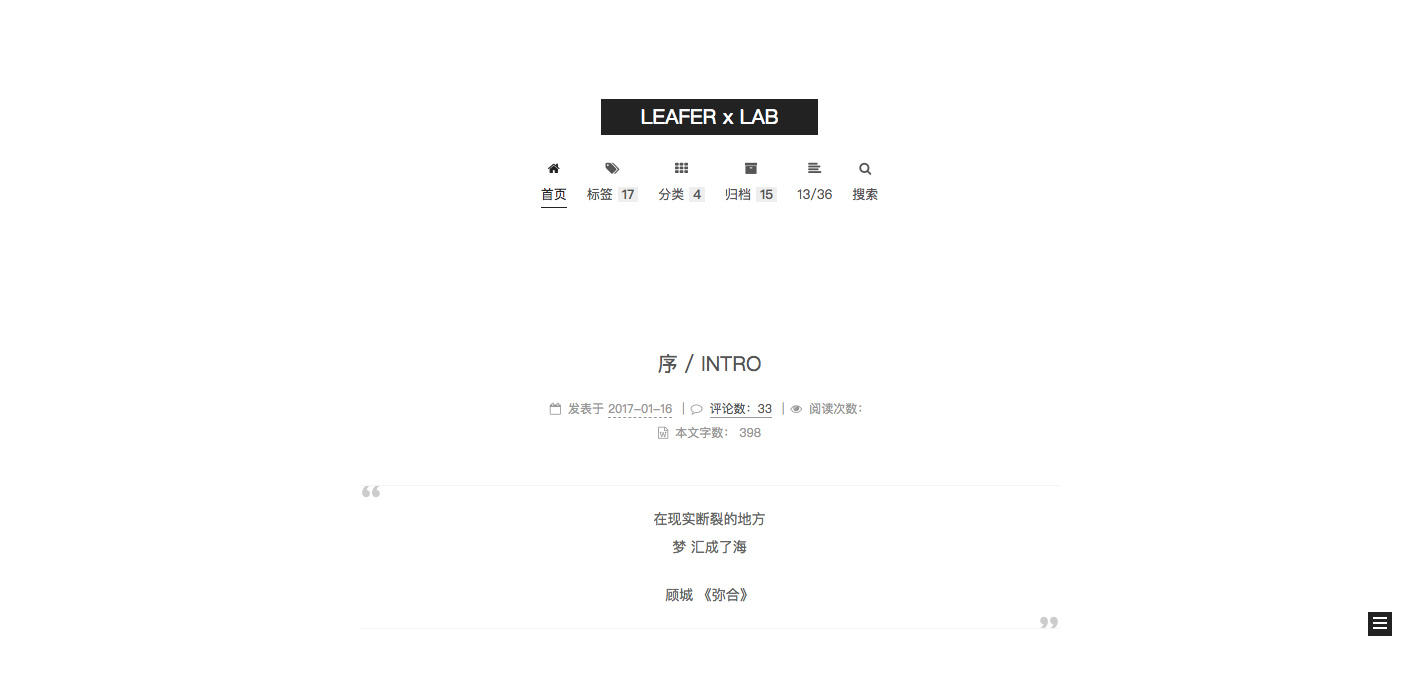 LEAFER x LAB
首页 标签 17 分类 4 归档 15 13/36 搜索
序 / INTRO
发表于 2017-01-16 | 评论数：33 | 阅读次数：
本文字数： 398
“
在现实断裂的地方
梦 汇成了海
顾城 《弥合》
”